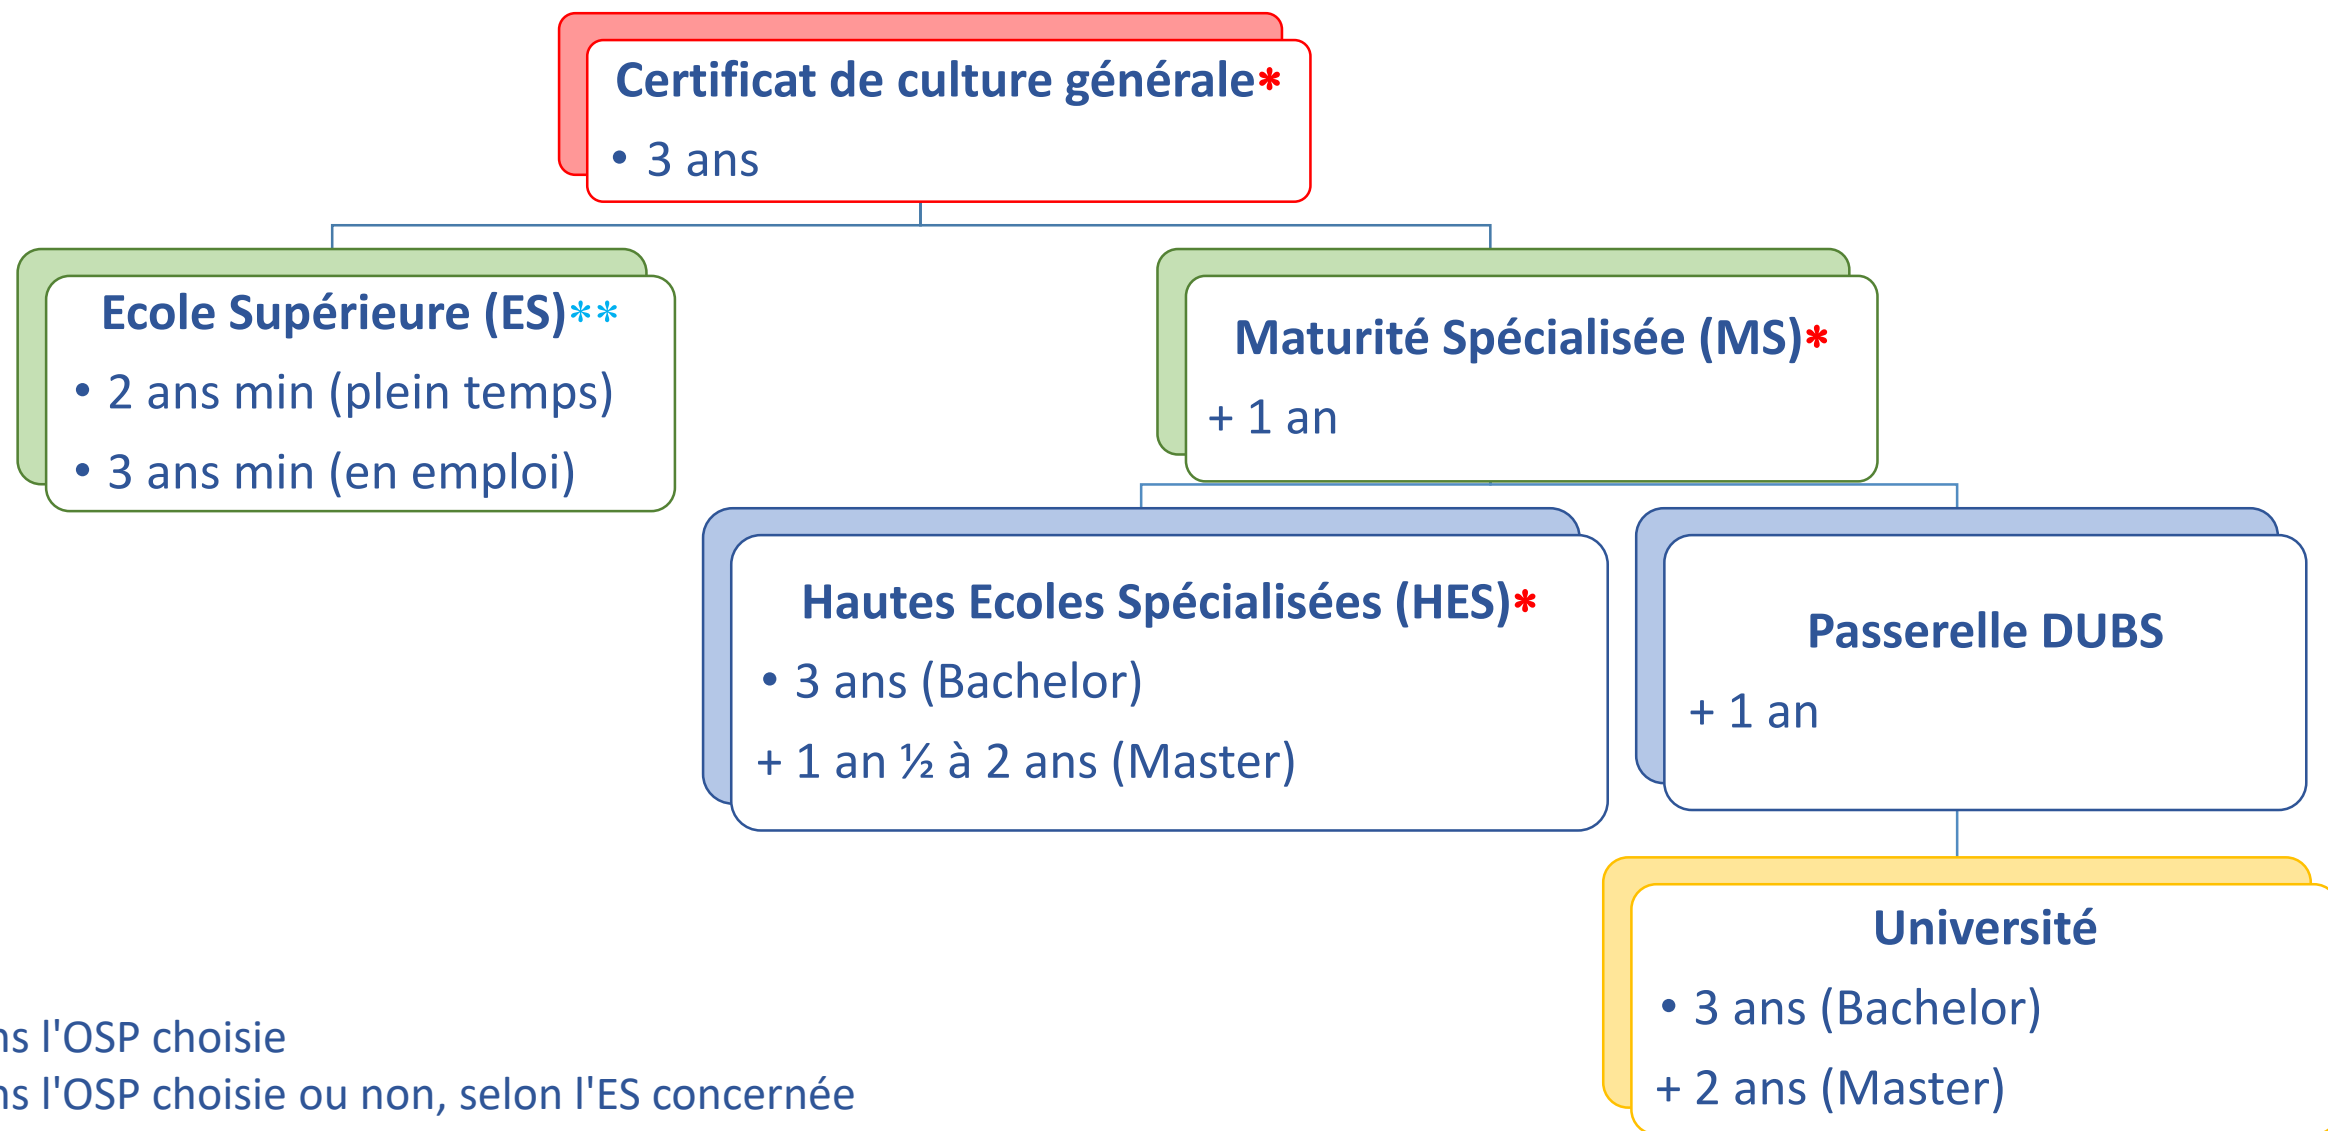 Certificat de culture générale*
• 3 ans
Ecole Supérieure (ES)**
• 2 ans min (plein temps)
• 3 ans min (en emploi)
Maturité Spécialisée (MS)*
+ 1 an
Hautes Ecoles Spécialisées (HES)*
• 3 ans (Bachelor)
+ 1 an ½ à 2 ans (Master)
Passerelle DUBS
+ 1 an
Université
• 3 ans (Bachelor)
+ 2 ans (Master)
l'OSP choisie
l'OSP choisie ou non, selon l'ES concernée